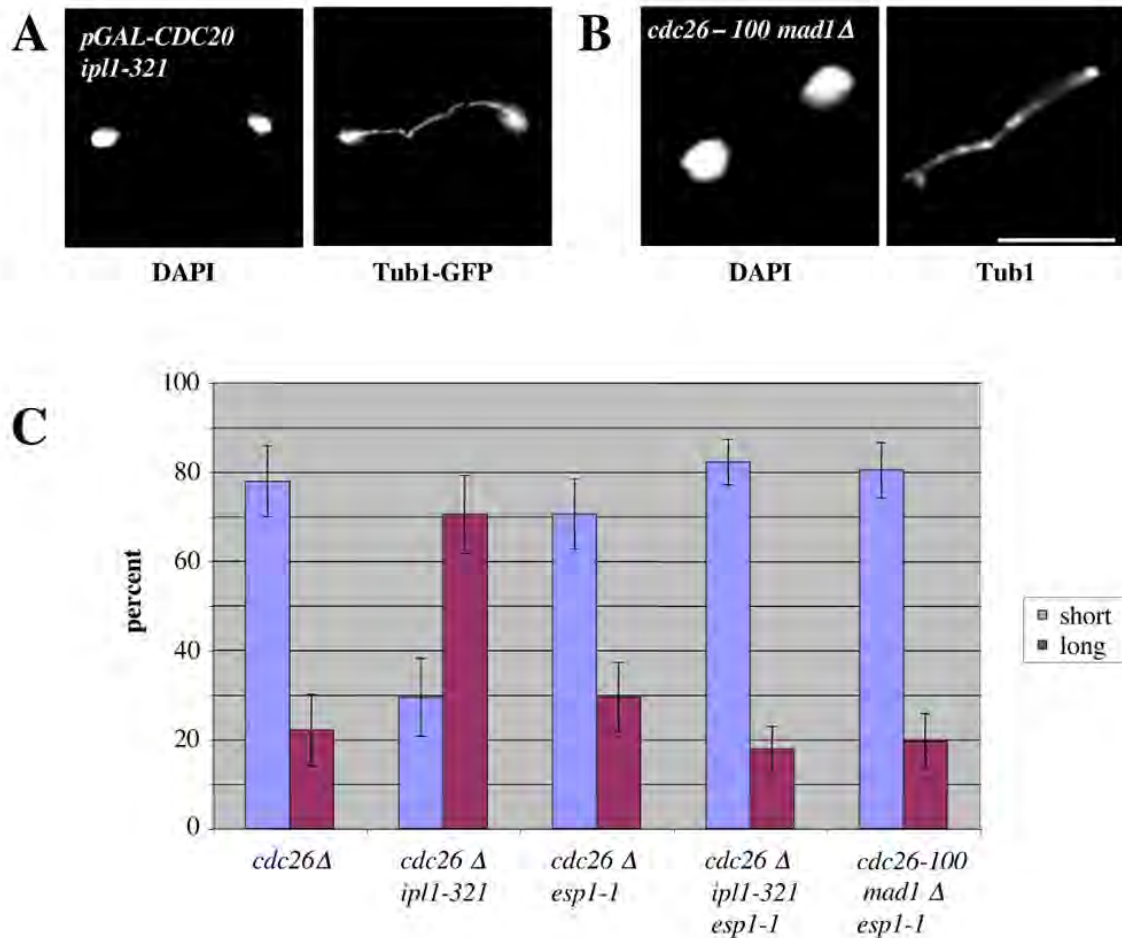 A
pGAL-CDC20
ipl1-321
DAPI
Tub1-GFP
B
cdc26-100 mad1Δ
DAPI
Tub1
C
percent
100
80
60
40
20
0
cdc26Δ
cdc26 Δ
ipl1-321
cdc26 Δ
esp1-1
cdc26 Δ
ipl1-321
esp1-1
cdc26-100
mad1 Δ
esp1-1
short
long